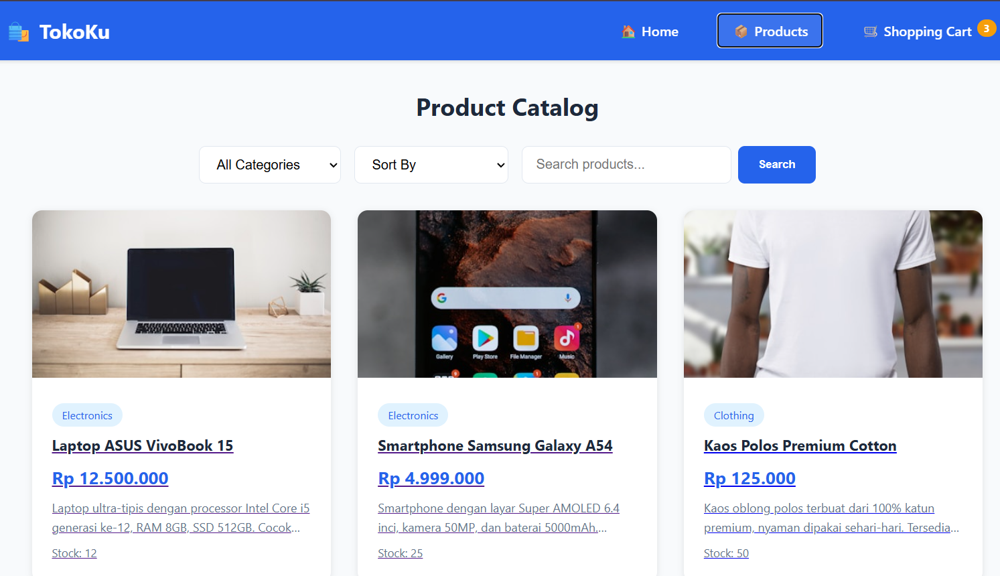 TokoKu
Home
Products
Shopping Cart 3
Product Catalog
All Categories
Sort By
Search products...
Search
Gallery
Play Store
File Manager
Music
Electronics
Laptop ASUS VivoBook 15
Rp 12.500.000
Laptop ultra-tipis dengan processor Intel Core i5
generasi ke-12, RAM 8GB, SSD 512GB. Cocok...
Stock: 12
Electronics
Smartphone Samsung Galaxy A54
Rp 4.999.000
Smartphone dengan layar Super AMOLED 6.4
inci, kamera 50MP, dan baterai 5000mAh....
Stock: 25
Clothing
Kaos Polos Premium Cotton
Rp 125.000
Kaos oblong polos terbuat dari 100% katun
premium, nyaman dipakai sehari-hari. Tersedia...
Stock: 50